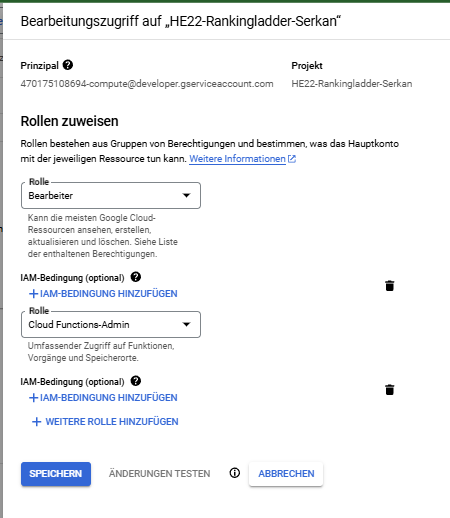 Bearbeitungszugriff auf „HE22-Rankingladder-Serkan“
Prinzipal
Projekt
470175108694-compute@developer.gserviceaccount.com
HE22-Rankingladder-Serkan
Rollen zuweisen
Rollen bestehen aus Gruppen von Berechtigungen und bestimmen, was das Hauptkonto
mit der jeweiligen Ressource tun kann. Weitere Informationen
Rolle
Bearbeiter
Kann die meisten Google Cloud-
Ressourcen ansehen, erstellen,
aktualisieren und löschen. Siehe Liste
der enthaltenen Berechtigungen.
IAM-Bedingung (optional)
+ IAM-BEDINGUNG HINZUFÜGEN
Rolle
Cloud Functions-Admin
Umfassender Zugriff auf Funktionen,
Vorgänge und Speicherorte.
IAM-Bedingung (optional)
+ IAM-BEDINGUNG HINZUFÜGEN
+ WEITERE ROLLE HINZUFÜGEN
SPEICHERN
ÄNDERUNGEN TESTEN
ABBRECHEN